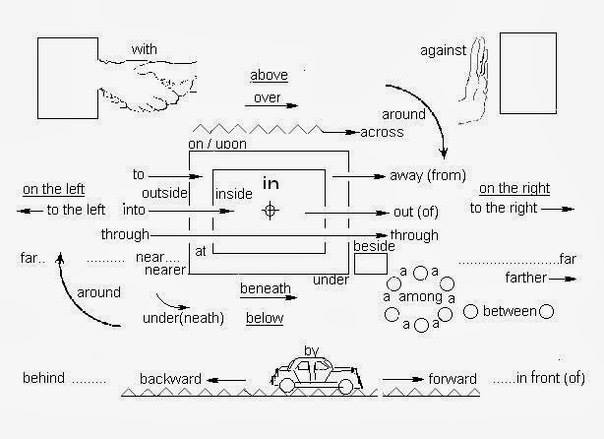 with
against
above
over
around
across
on / upon
to
away (from)
outside
inside
in
on the left
on the right
to the left
into
out (of)
to the right
through
through
at
beside
far..
..........
near....
nearer
under
.........................far
farther
a
a
a
a among a
a
a
between
around
beneath
under(neath)
below
by
behind .........
backward
forward
......in front (of)